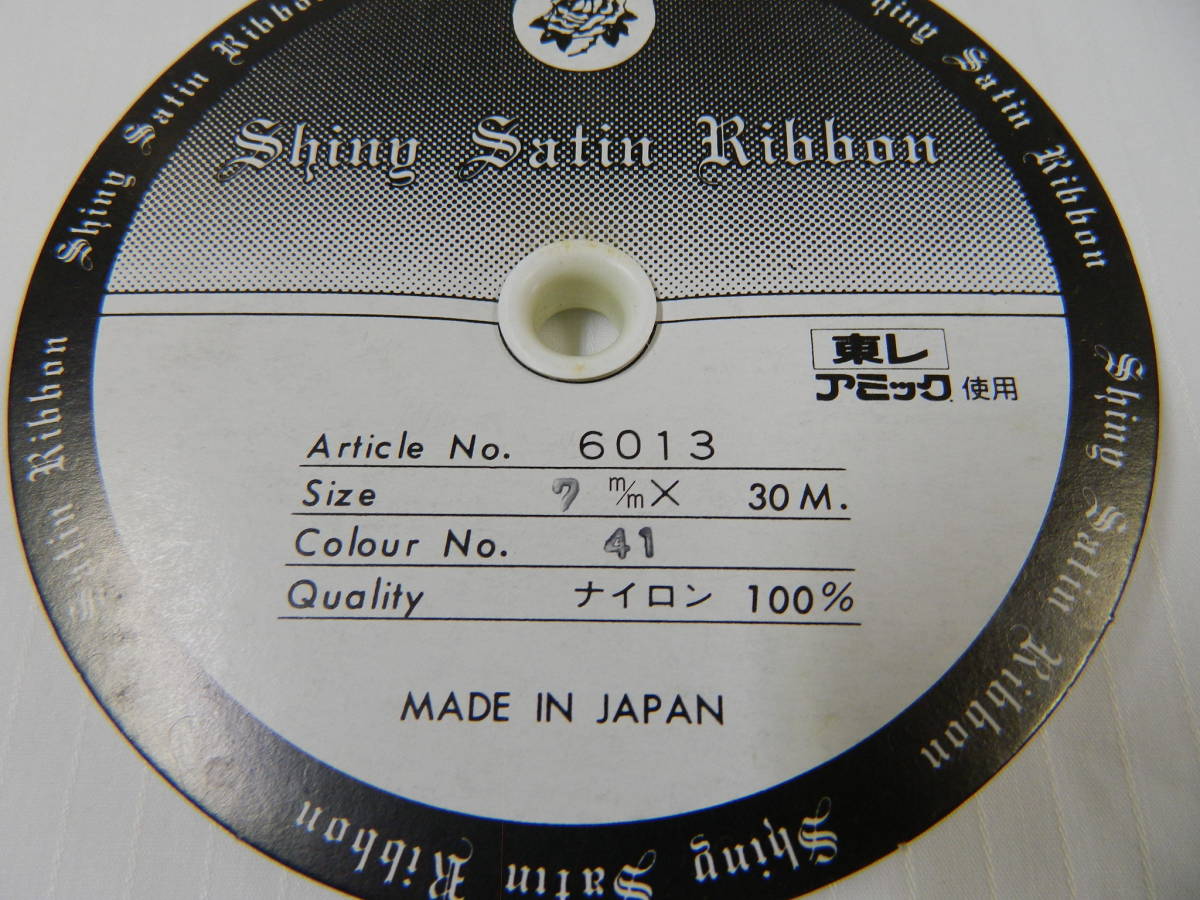 Shiny Satin Ribbon
東レ
アミック使用
Article No. 6013
Size 7 m/m× 30 M.
Colour No. 41
Quality ナイロン 100%
MADE IN JAPAN
Shiny Satin Ribbon
Shiny Satin Ribbon
Shiny Satin Ribbon
Shiny Satin Ribbon
Satin Ribbon